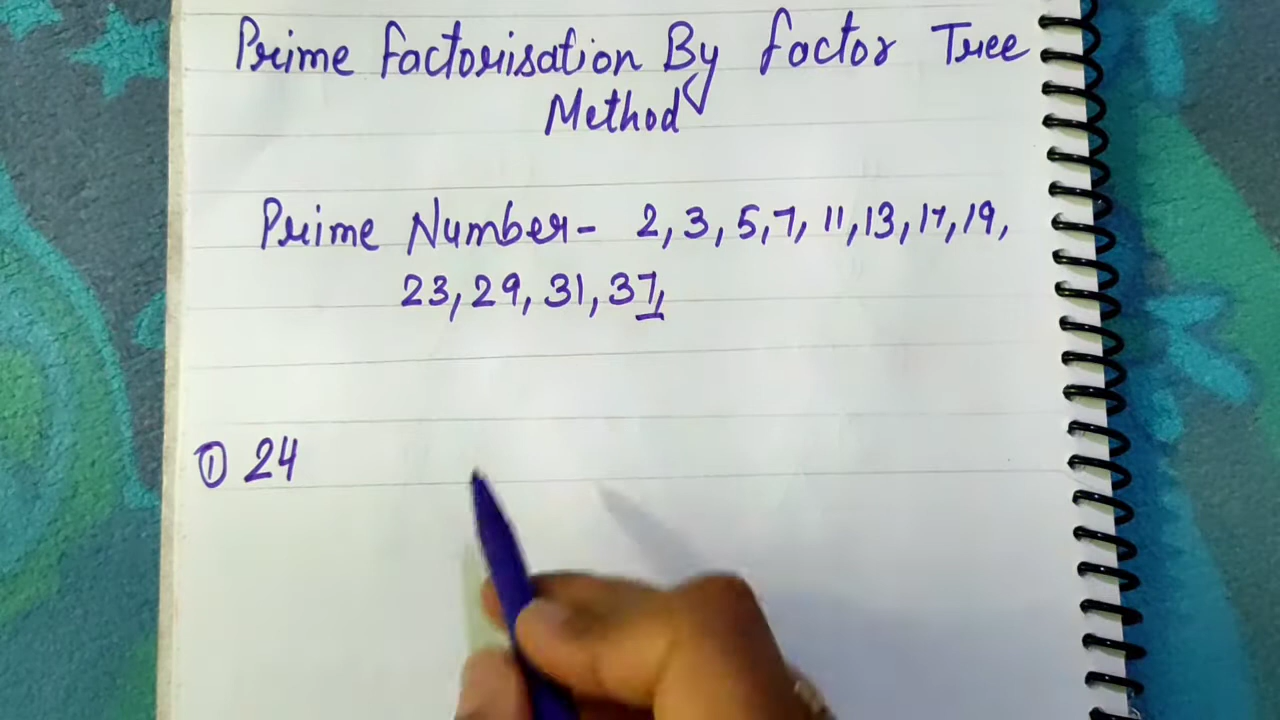 Prime Factorisation By factor Tree
Method
Prime Number- 2, 3, 5, 7, 11, 13, 17, 19,
23, 29, 31, 37,
① 24